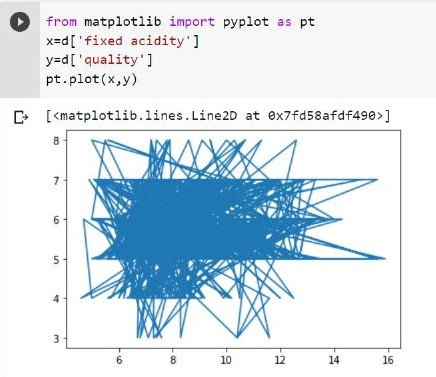 from matplotlib import pyplot as pt
x=d['fixed acidity']
y=d['quality']
pt.plot(x,y)
[<matplotlib.lines.Line2D at 0x7fd58afdf490>]
8
7
6
5
4
3
6 8 10 12 14 16